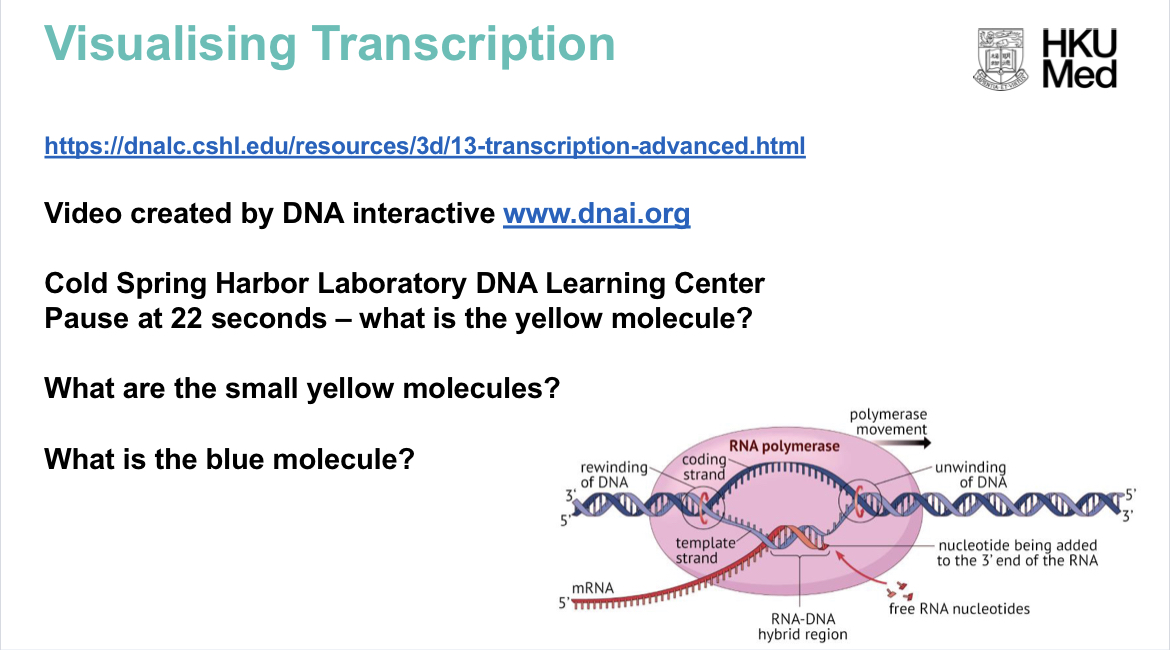 Visualising Transcription
HKU
Med
https://dnalc.cshl.edu/resources/3d/13-transcription-advanced.html
Video created by DNA interactive www.dnai.org
Cold Spring Harbor Laboratory DNA Learning Center
Pause at 22 seconds – what is the yellow molecule?
What are the small yellow molecules?
What is the blue molecule?
polymerase
movement
RNA polymerase
coding
strand
rewinding
of DNA
unwinding
of DNA
3'
5'
5'
3'
template
strand
nucleotide being added
to the 3' end of the RNA
mRNA
5'
free RNA nucleotides
RNA-DNA
hybrid region